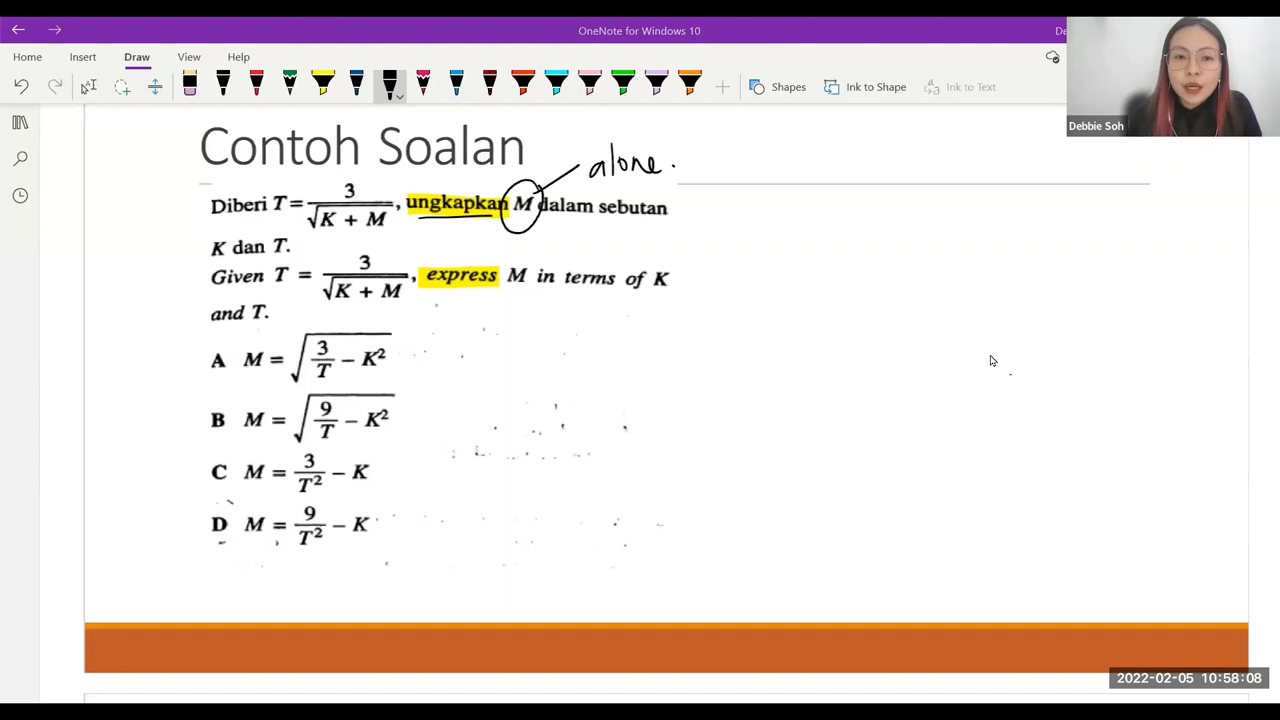 OneNote for Windows 10
De
Home Insert Draw View Help
Shapes Ink to Shape Ink to Text
Debbie Soh
Contoh Soalan
alone.
Diberi T = 3/√(K + M), ungkapkan M dalam sebutan
K dan T.
Given T = 3/√(K + M), express M in terms of K
and T.
A M = √(3/T − K²)
B M = √(9/T − K²)
C M = 3/T² − K
D M = 9/T² − K
2022-02-05 10:58:08